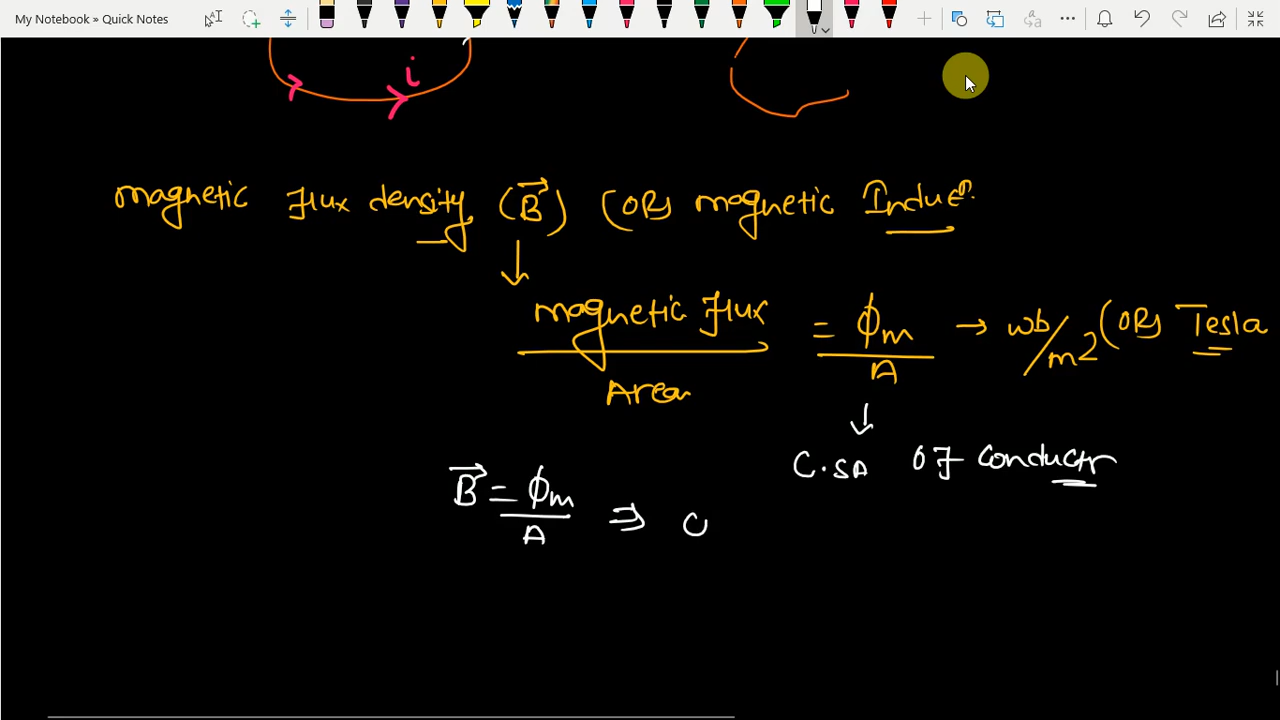 My Notebook » Quick Notes
i
magnetic Flux density (B⃗) (OR) magnetic Inducⁿ.
magnetic Flux / Area = ϕm / A → wb/m2 (OR) Tesla
C.SA OF conductr
B⃗ = ϕm / A ⇒ C